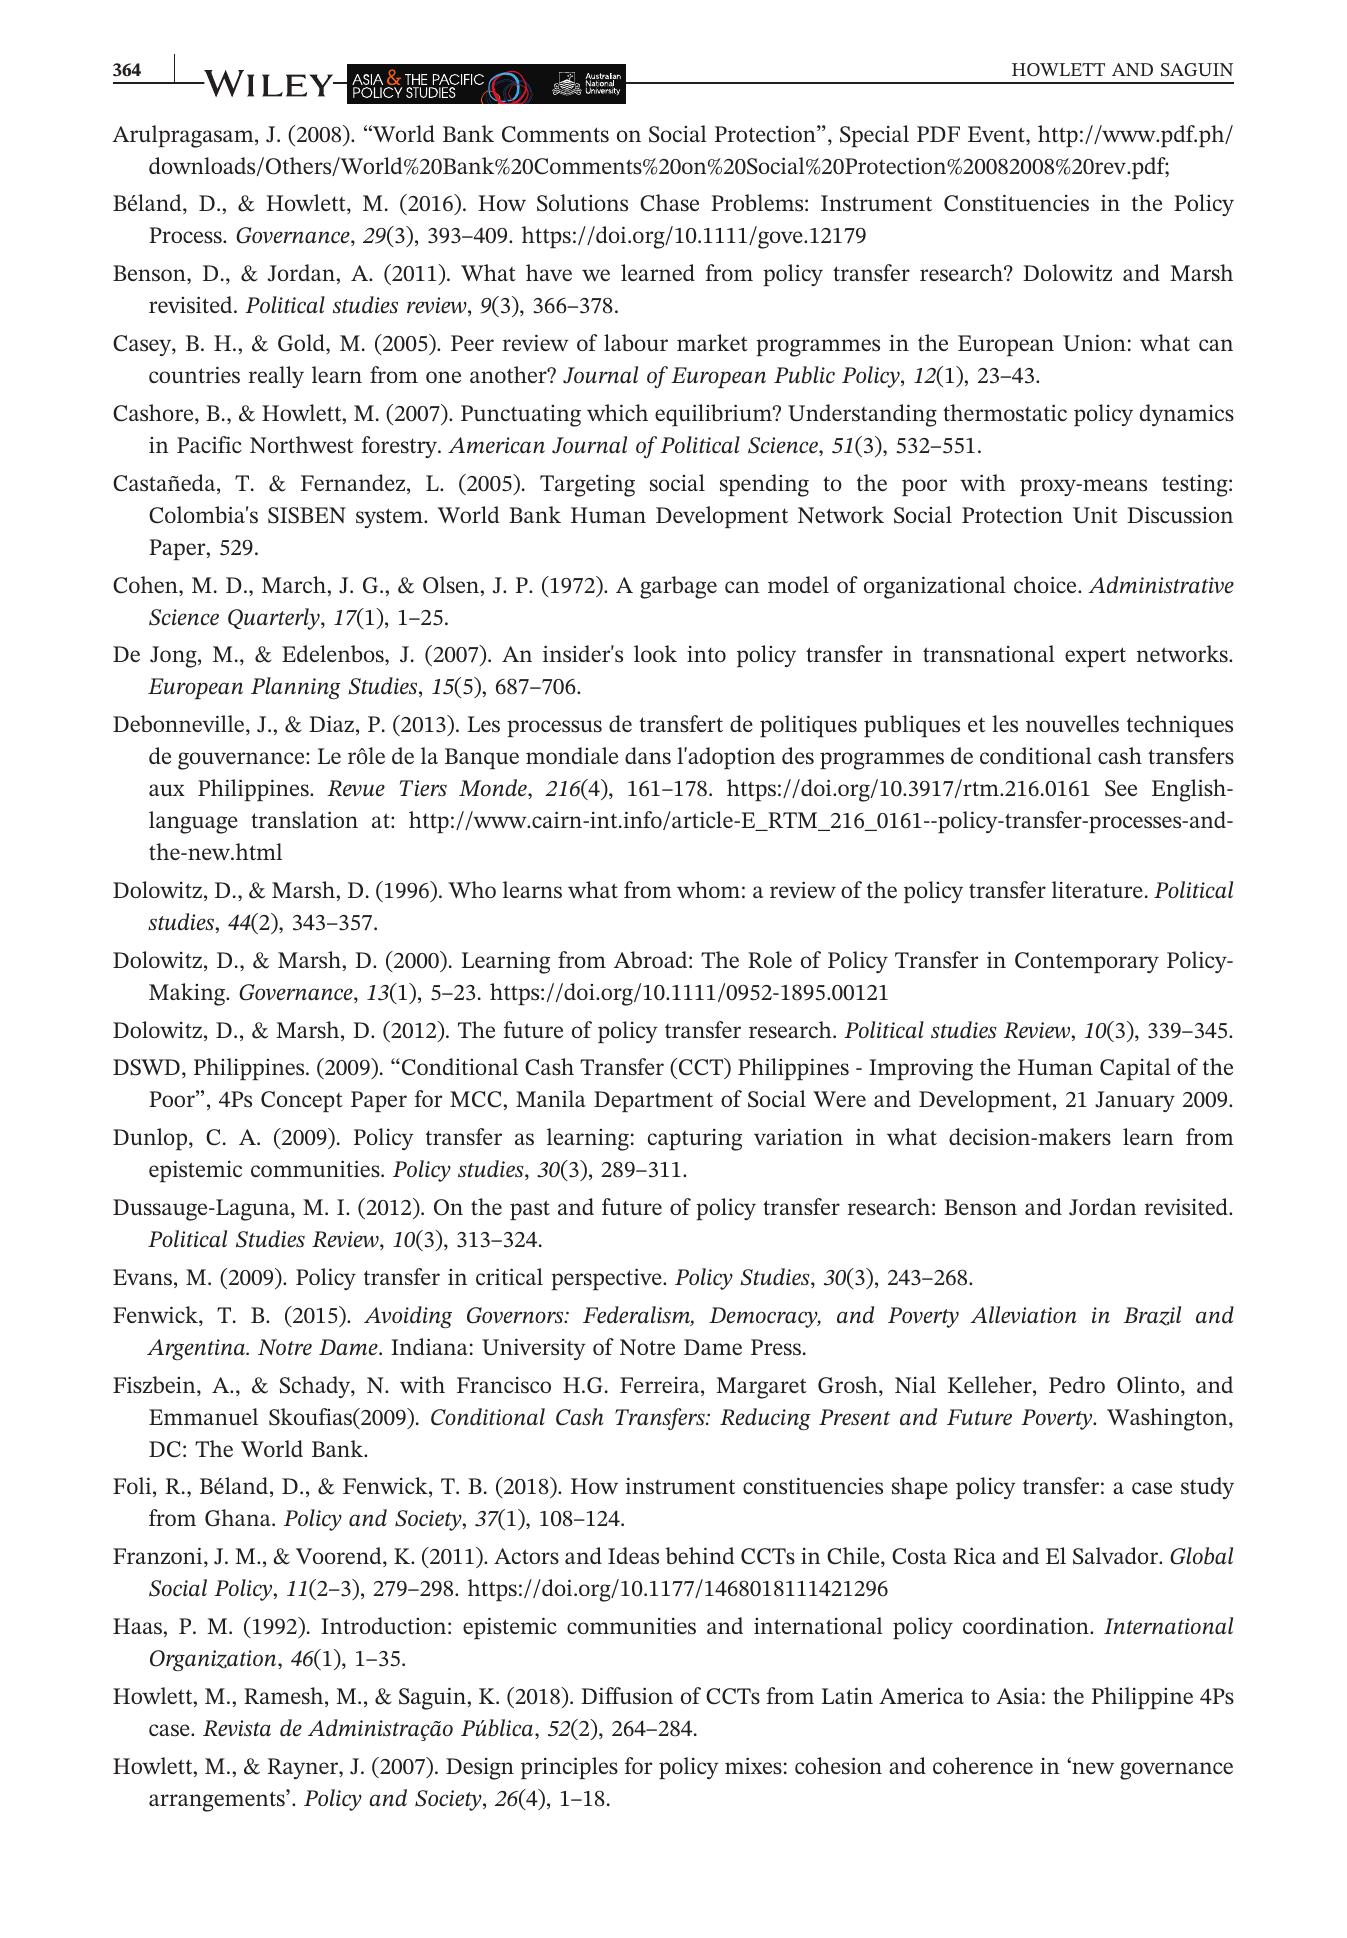 364
WILEY
ASIA & THE PACIFIC
POLICY STUDIES
Australian
National
University
HOWLETT AND SAGUIN
Arulpragasam, J. (2008). “World Bank Comments on Social Protection”, Special PDF Event, http://www.pdf.ph/
downloads/Others/World%20Bank%20Comments%20on%20Social%20Protection%20082008%20rev.pdf;
Béland, D., & Howlett, M. (2016). How Solutions Chase Problems: Instrument Constituencies in the Policy
Process. Governance, 29(3), 393–409. https://doi.org/10.1111/gove.12179
Benson, D., & Jordan, A. (2011). What have we learned from policy transfer research? Dolowitz and Marsh
revisited. Political studies review, 9(3), 366–378.
Casey, B. H., & Gold, M. (2005). Peer review of labour market programmes in the European Union: what can
countries really learn from one another? Journal of European Public Policy, 12(1), 23–43.
Cashore, B., & Howlett, M. (2007). Punctuating which equilibrium? Understanding thermostatic policy dynamics
in Pacific Northwest forestry. American Journal of Political Science, 51(3), 532–551.
Castañeda, T. & Fernandez, L. (2005). Targeting social spending to the poor with proxy-means testing:
Colombia's SISBEN system. World Bank Human Development Network Social Protection Unit Discussion
Paper, 529.
Cohen, M. D., March, J. G., & Olsen, J. P. (1972). A garbage can model of organizational choice. Administrative
Science Quarterly, 17(1), 1–25.
De Jong, M., & Edelenbos, J. (2007). An insider's look into policy transfer in transnational expert networks.
European Planning Studies, 15(5), 687–706.
Debonneville, J., & Diaz, P. (2013). Les processus de transfert de politiques publiques et les nouvelles techniques
de gouvernance: Le rôle de la Banque mondiale dans l'adoption des programmes de conditional cash transfers
aux Philippines. Revue Tiers Monde, 216(4), 161–178. https://doi.org/10.3917/rtm.216.0161 See English-
language translation at: http://www.cairn-int.info/article-E_RTM_216_0161--policy-transfer-processes-and-
the-new.html
Dolowitz, D., & Marsh, D. (1996). Who learns what from whom: a review of the policy transfer literature. Political
studies, 44(2), 343–357.
Dolowitz, D., & Marsh, D. (2000). Learning from Abroad: The Role of Policy Transfer in Contemporary Policy-
Making. Governance, 13(1), 5–23. https://doi.org/10.1111/0952-1895.00121
Dolowitz, D., & Marsh, D. (2012). The future of policy transfer research. Political studies Review, 10(3), 339–345.
DSWD, Philippines. (2009). “Conditional Cash Transfer (CCT) Philippines - Improving the Human Capital of the
Poor”, 4Ps Concept Paper for MCC, Manila Department of Social Were and Development, 21 January 2009.
Dunlop, C. A. (2009). Policy transfer as learning: capturing variation in what decision-makers learn from
epistemic communities. Policy studies, 30(3), 289–311.
Dussauge-Laguna, M. I. (2012). On the past and future of policy transfer research: Benson and Jordan revisited.
Political Studies Review, 10(3), 313–324.
Evans, M. (2009). Policy transfer in critical perspective. Policy Studies, 30(3), 243–268.
Fenwick, T. B. (2015). Avoiding Governors: Federalism, Democracy, and Poverty Alleviation in Brazil and
Argentina. Notre Dame. Indiana: University of Notre Dame Press.
Fiszbein, A., & Schady, N. with Francisco H.G. Ferreira, Margaret Grosh, Nial Kelleher, Pedro Olinto, and
Emmanuel Skoufias(2009). Conditional Cash Transfers: Reducing Present and Future Poverty. Washington,
DC: The World Bank.
Foli, R., Béland, D., & Fenwick, T. B. (2018). How instrument constituencies shape policy transfer: a case study
from Ghana. Policy and Society, 37(1), 108–124.
Franzoni, J. M., & Voorend, K. (2011). Actors and Ideas behind CCTs in Chile, Costa Rica and El Salvador. Global
Social Policy, 11(2–3), 279–298. https://doi.org/10.1177/1468018111421296
Haas, P. M. (1992). Introduction: epistemic communities and international policy coordination. International
Organization, 46(1), 1–35.
Howlett, M., Ramesh, M., & Saguin, K. (2018). Diffusion of CCTs from Latin America to Asia: the Philippine 4Ps
case. Revista de Administração Pública, 52(2), 264–284.
Howlett, M., & Rayner, J. (2007). Design principles for policy mixes: cohesion and coherence in ‘new governance
arrangements’. Policy and Society, 26(4), 1–18.